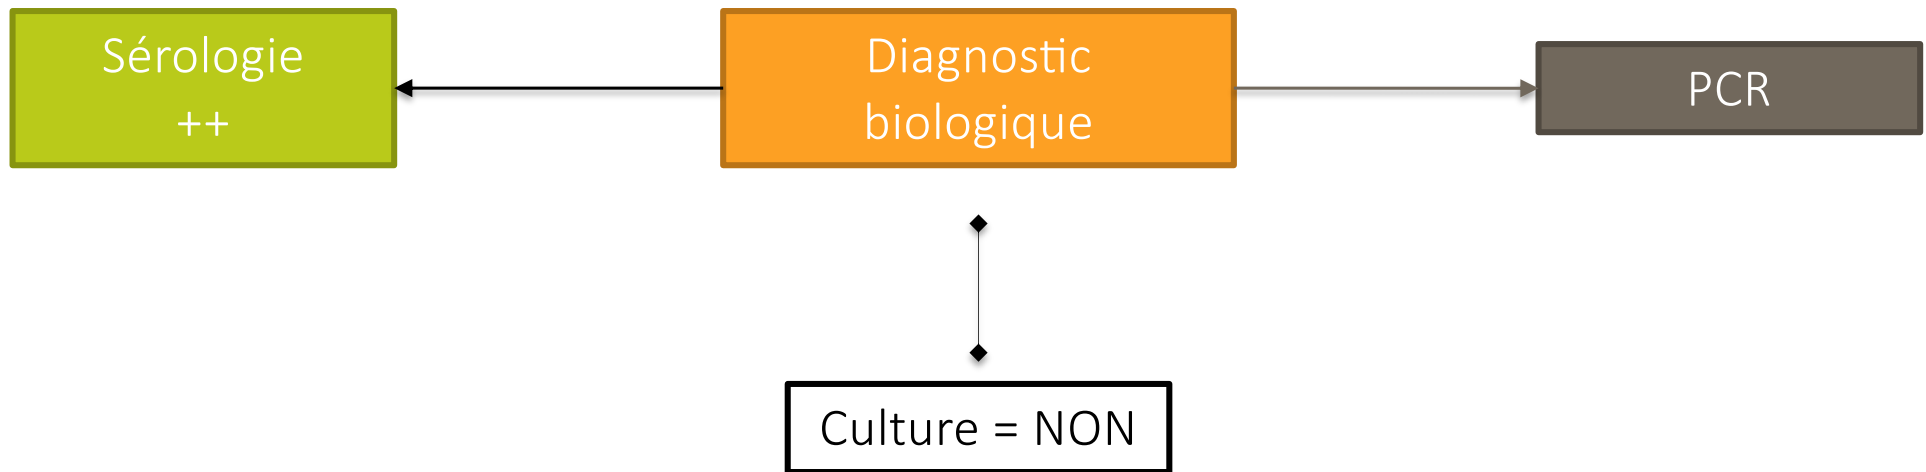 Sérologie
++
Diagnostic
biologique
PCR
Culture = NON